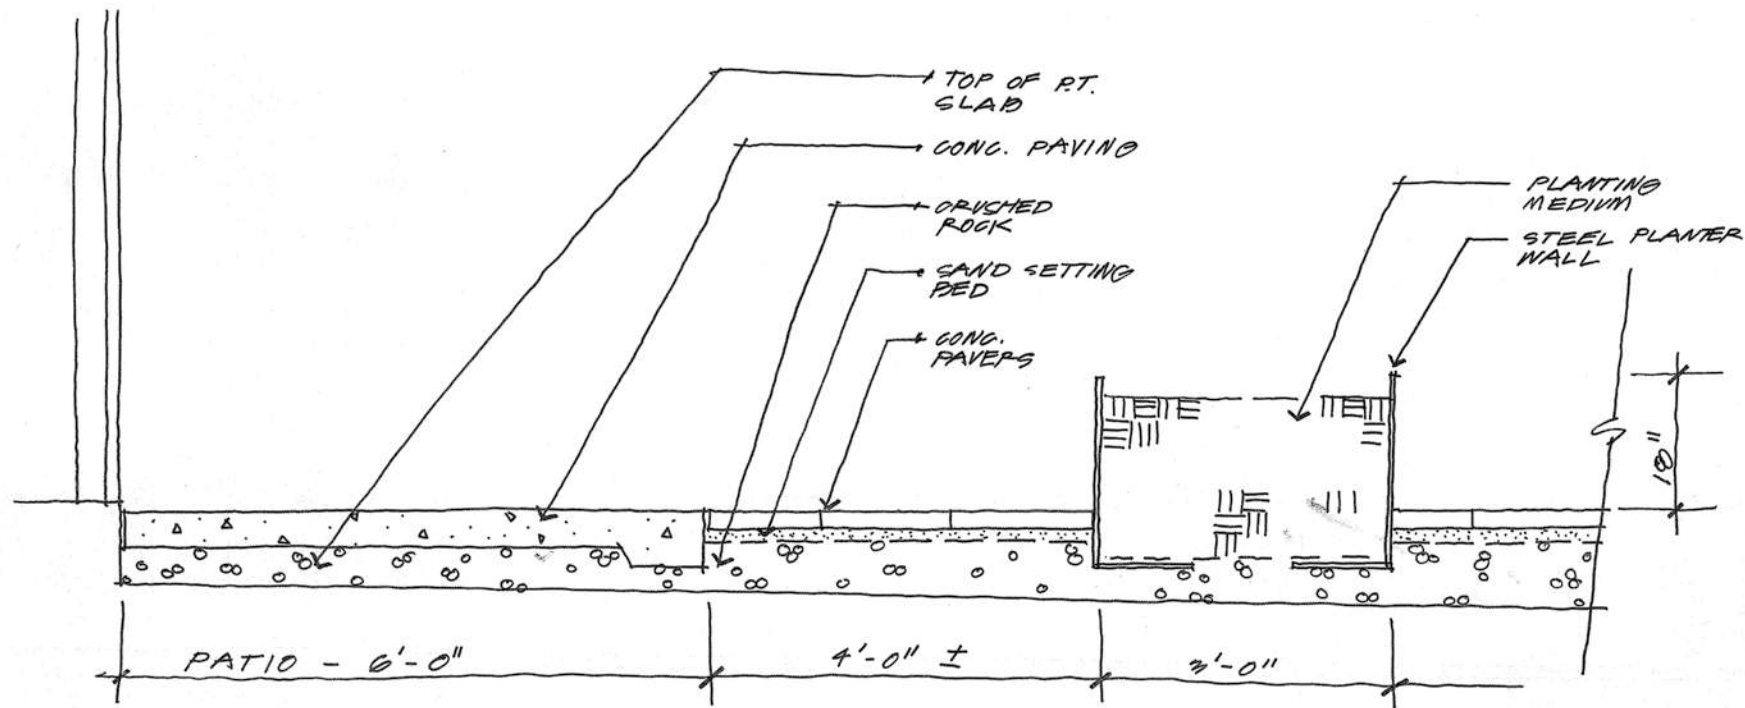 TOP OF P.T.
SLAB
CONC. PAVING
CRUSHED
ROCK
SAND SETTING
BED
CONC.
PAVERS
PLANTING
MEDIUM
STEEL PLANTER
WALL
18"
PATIO - 6'-0"
4'-0" ±
3'-0"